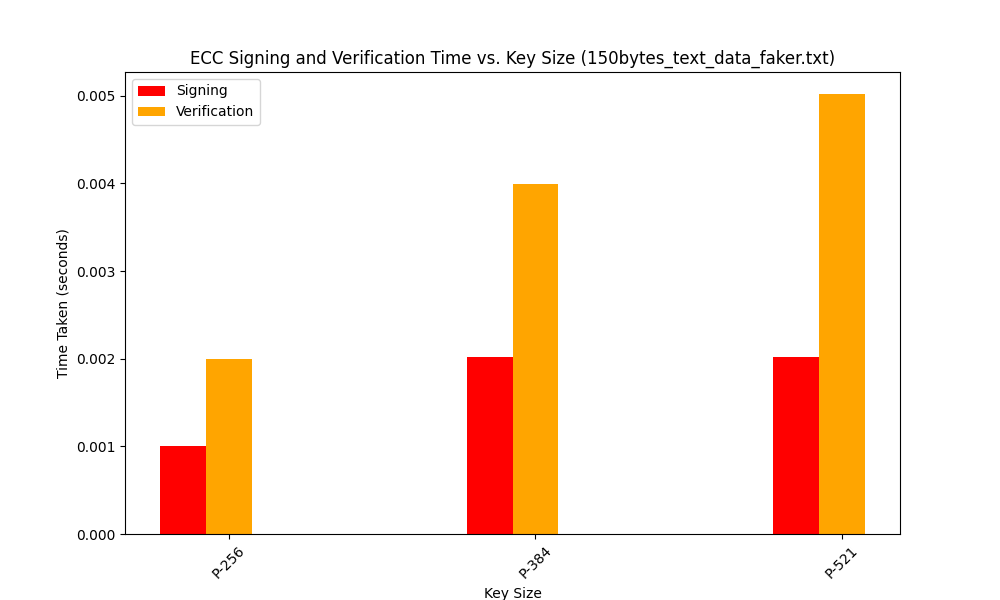 ECC Signing and Verification Time vs. Key Size (150bytes_text_data_faker.txt)
Signing
Verification
0.005
0.004
0.003
0.002
0.001
0.000
Time Taken (seconds)
P-256
P-384
P-521
Key Size